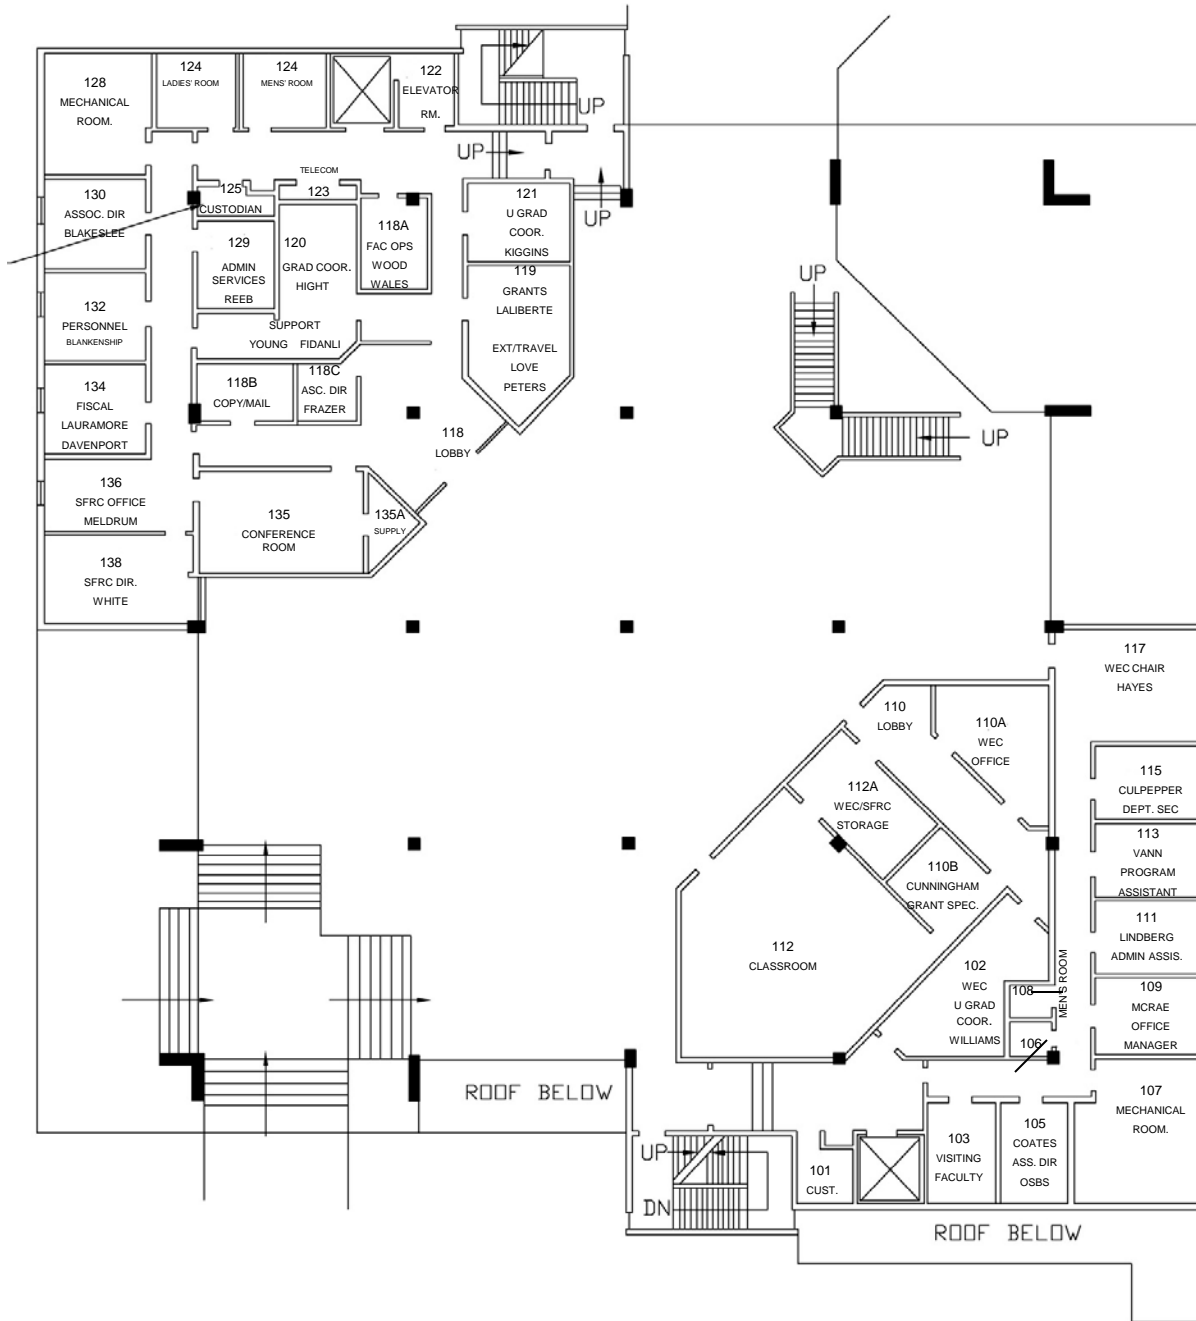 128
MECHANICAL
ROOM.
124
LADIES' ROOM
124
MENS' ROOM
122
ELEVATOR
RM.
UP
UP
UP
TELECOM
123
125
CUSTODIAN
130
ASSOC. DIR
BLAKESLEE
129
ADMIN
SERVICES
REEB
120
GRAD COOR.
HIGHT
118A
FAC OPS
WOOD
WALES
121
U GRAD
COOR.
KIGGINS
119
GRANTS
LALIBERTE
EXT/TRAVEL
LOVE
PETERS
UP
132
PERSONNEL
BLANKENSHIP
SUPPORT
YOUNG FIDANLI
134
FISCAL
LAURAMORE
DAVENPORT
118B
COPY/MAIL
118C
ASC. DIR
FRAZER
118
LOBBY
UP
136
SFRC OFFICE
MELDRUM
135
CONFERENCE
ROOM
135A
SUPPLY
138
SFRC DIR.
WHITE
117
WEC CHAIR
HAYES
110
LOBBY
110A
WEC
OFFICE
112A
WEC/SFRC
STORAGE
115
CULPEPPER
DEPT. SEC
113
VANN
PROGRAM
ASSISTANT
110B
CUNNINGHAM
GRANT SPEC.
111
LINDBERG
ADMIN ASSIS.
112
CLASSROOM
102
WEC
U GRAD
COOR.
WILLIAMS
108
MEN'S ROOM
106
109
MCRAE
OFFICE
MANAGER
ROOF BELOW
107
MECHANICAL
ROOM.
UP
DN
101
CUST.
103
VISITING
FACULTY
105
COATES
ASS. DIR
OSBS
ROOF BELOW